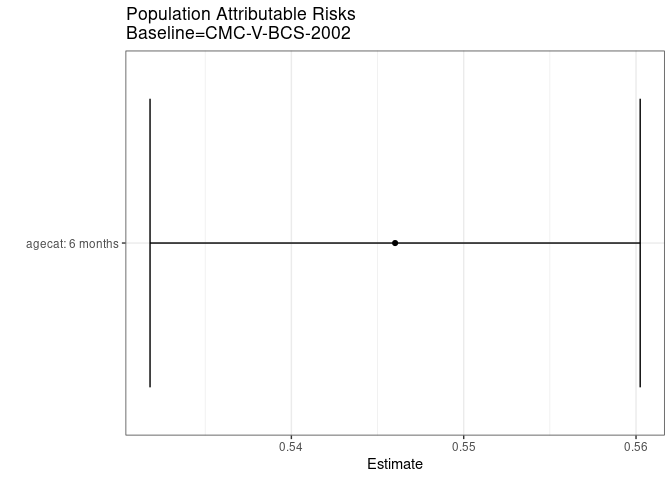 Population Attributable Risks
Baseline=CMC-V-BCS-2002
agecat: 6 months
0.54
0.55
0.56
Estimate